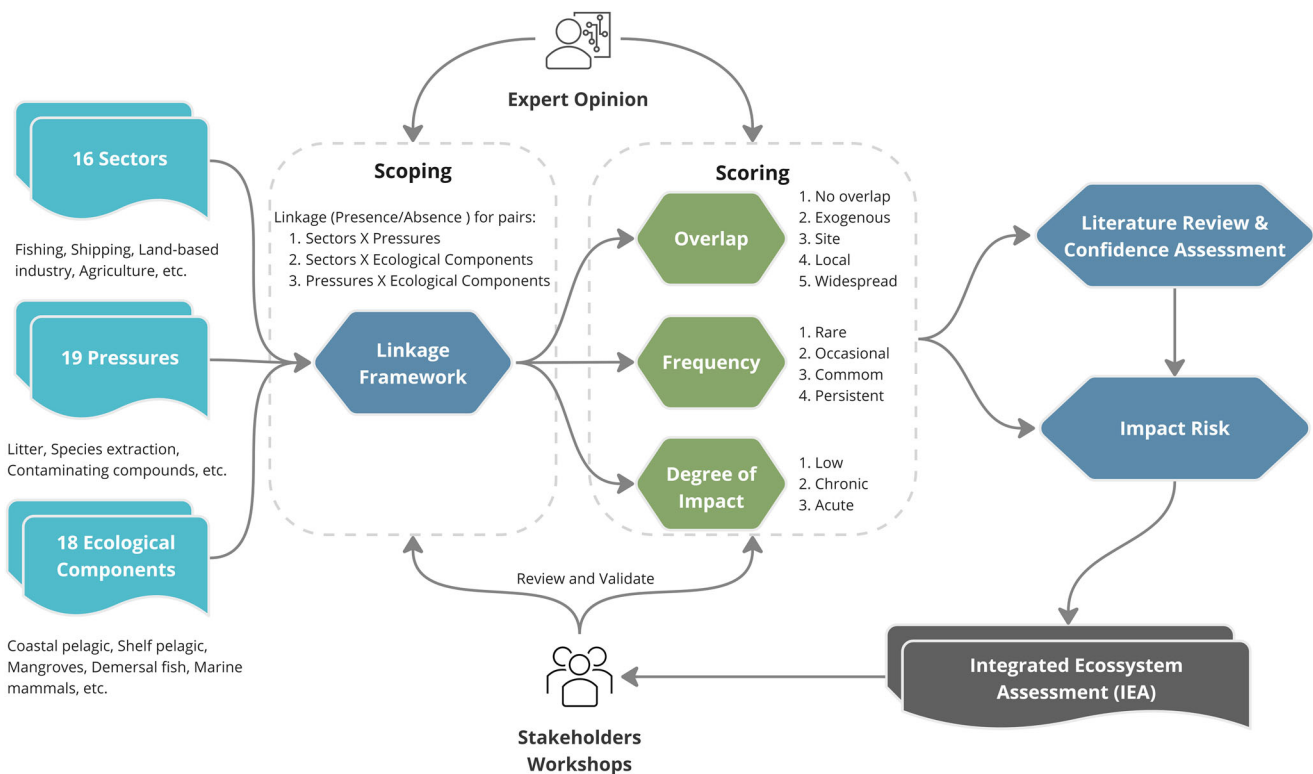 Expert Opinion
16 Sectors
Fishing, Shipping, Land-based
industry, Agriculture, etc.
19 Pressures
Litter, Species extraction,
Contaminating compounds, etc.
18 Ecological
Components
Coastal pelagic, Shelf pelagic,
Mangroves, Demersal fish, Marine
mammals, etc.
Scoping
Linkage (Presence/Absence ) for pairs:
1. Sectors X Pressures
2. Sectors X Ecological Components
3. Pressures X Ecological Components
Linkage
Framework
Scoring
Overlap
1. No overlap
2. Exogenous
3. Site
4. Local
5. Widespread
Frequency
1. Rare
2. Occasional
3. Commom
4. Persistent
Degree of
Impact
1. Low
2. Chronic
3. Acute
Literature Review &
Confidence Assessment
Impact Risk
Integrated Ecosystem
Assessment (IEA)
Review and Validate
Stakeholders
Workshops